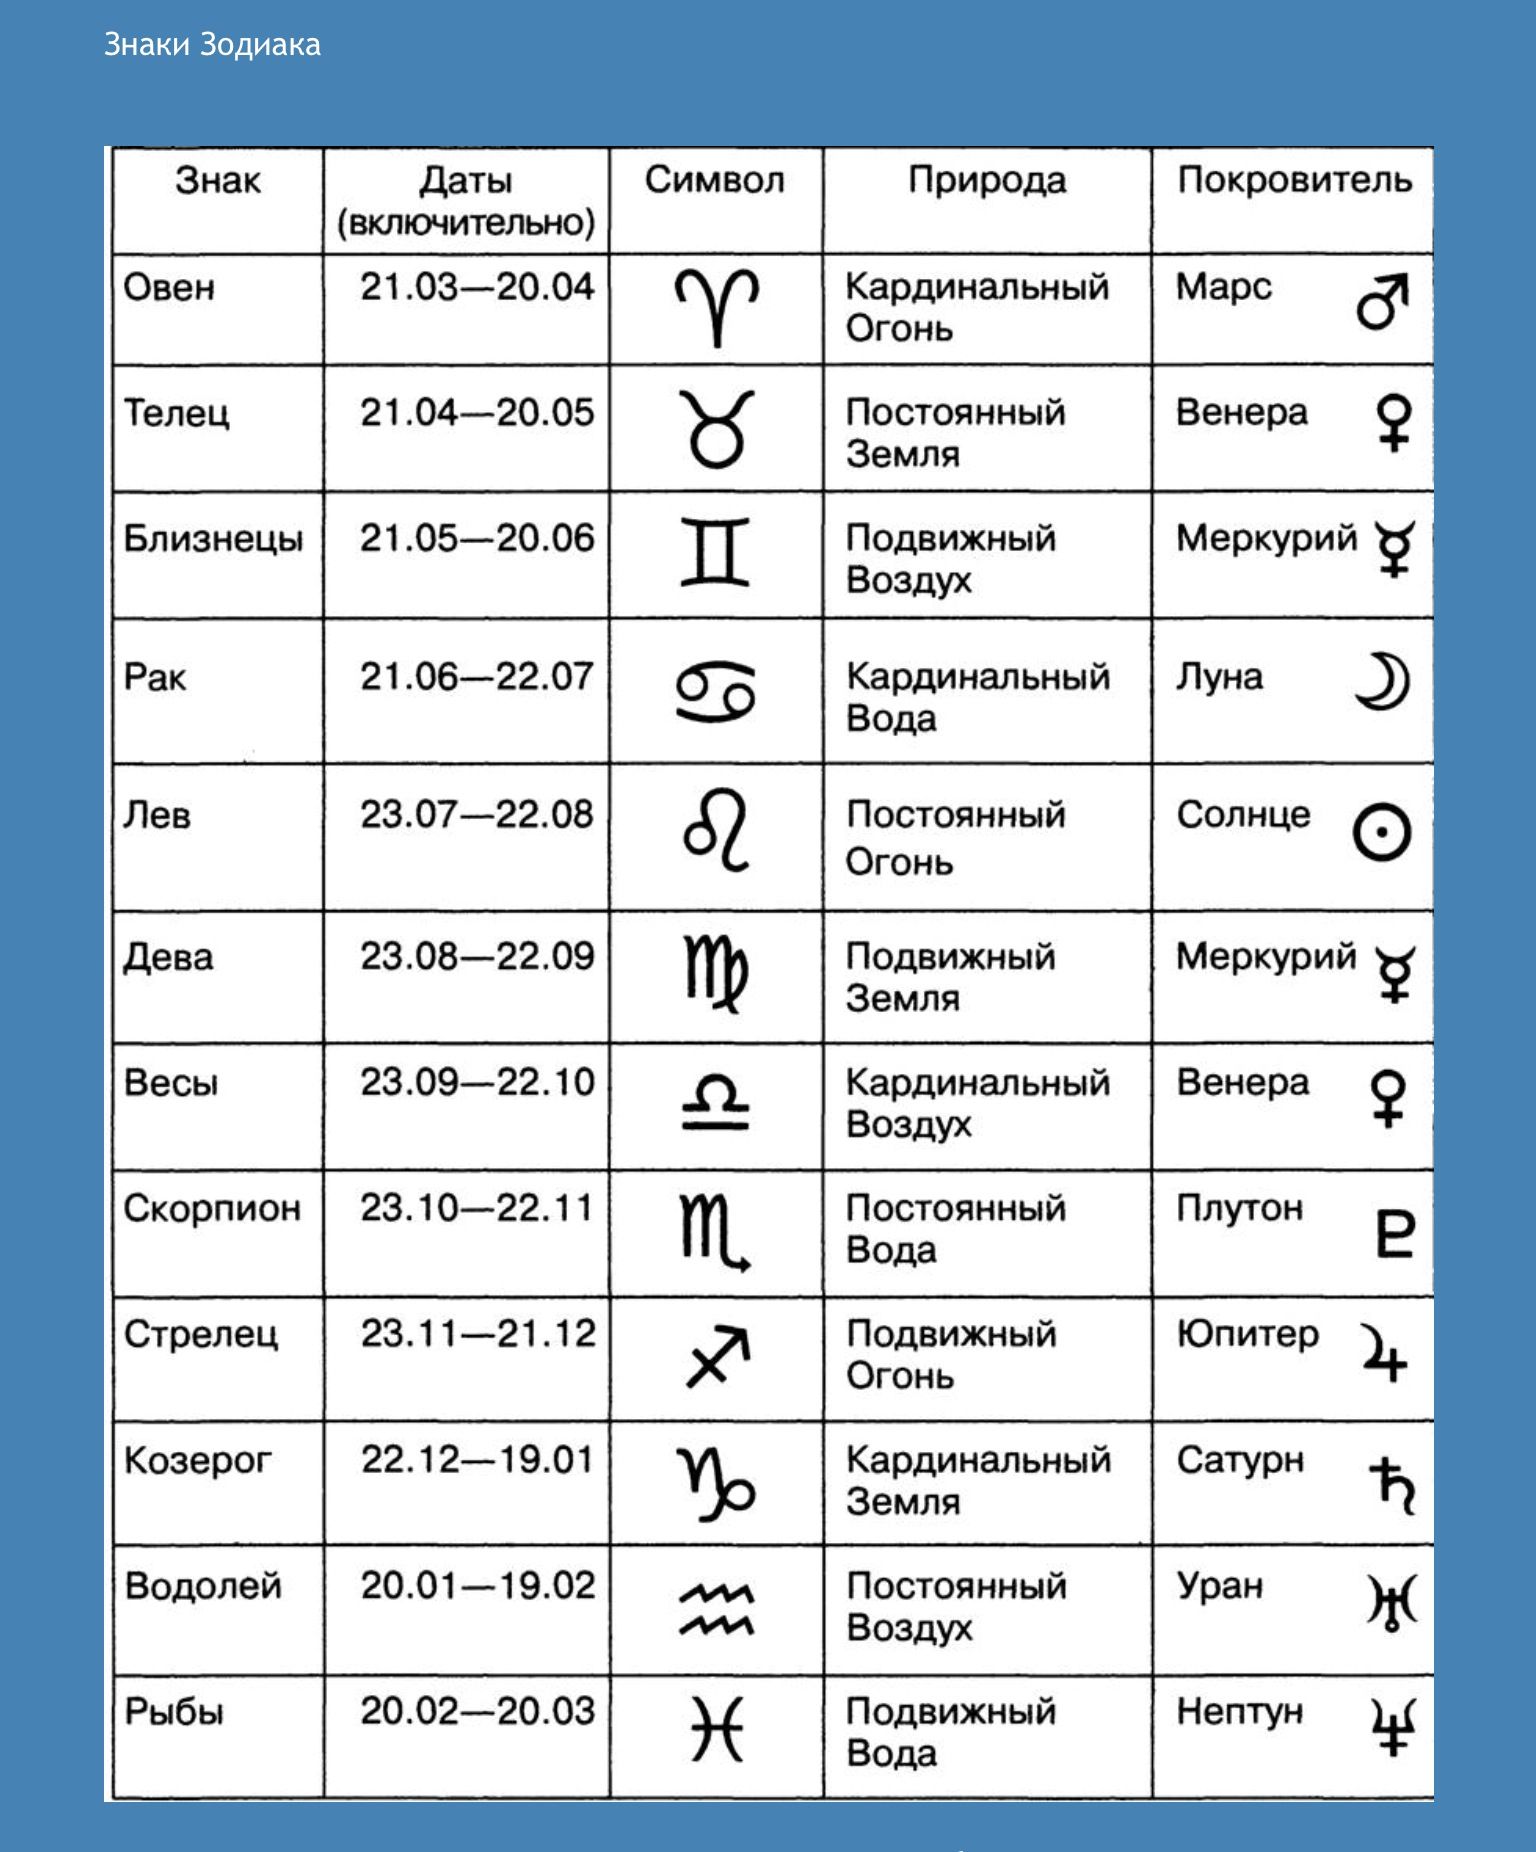 Знаки Зодиака
Знак Даты Символ Природа Покровитель
(включительно)
Овен 21.03—20.04 ♈ Кардинальный Марс ♂
Огонь
Телец 21.04—20.05 ♉ Постоянный Венера ♀
Земля
Близнецы 21.05—20.06 ♊ Подвижный Меркурий ☿
Воздух
Рак 21.06—22.07 ♋ Кардинальный Луна ☽
Вода
Лев 23.07—22.08 ♌ Постоянный Солнце ☉
Огонь
Дева 23.08—22.09 ♍ Подвижный Меркурий ☿
Земля
Весы 23.09—22.10 ♎ Кардинальный Венера ♀
Воздух
Скорпион 23.10—22.11 ♏ Постоянный Плутон ♇
Вода
Стрелец 23.11—21.12 ♐ Подвижный Юпитер ♃
Огонь
Козерог 22.12—19.01 ♑ Кардинальный Сатурн ♄
Земля
Водолей 20.01—19.02 ♒ Постоянный Уран ♅
Воздух
Рыбы 20.02—20.03 ♓ Подвижный Нептун ♆
Вода